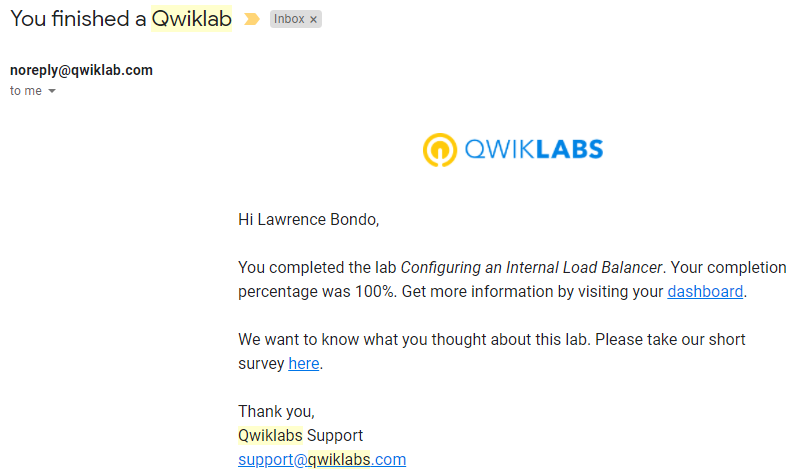 You finished a Qwiklab Inbox ×
noreply@qwiklab.com
to me
QWIKLABS
Hi Lawrence Bondo,
You completed the lab Configuring an Internal Load Balancer. Your completion
percentage was 100%. Get more information by visiting your dashboard.
We want to know what you thought about this lab. Please take our short
survey here.
Thank you,
Qwiklabs Support
support@qwiklabs.com